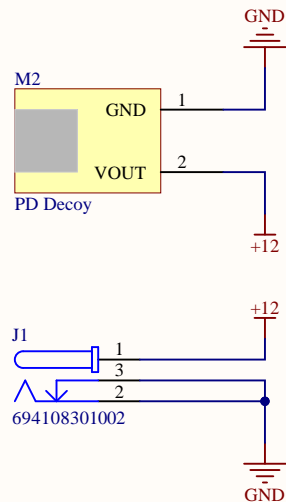 GND
M2
GND 1
VOUT 2
PD Decoy
+12
+12
J1
1
3
2
694108301002
GND